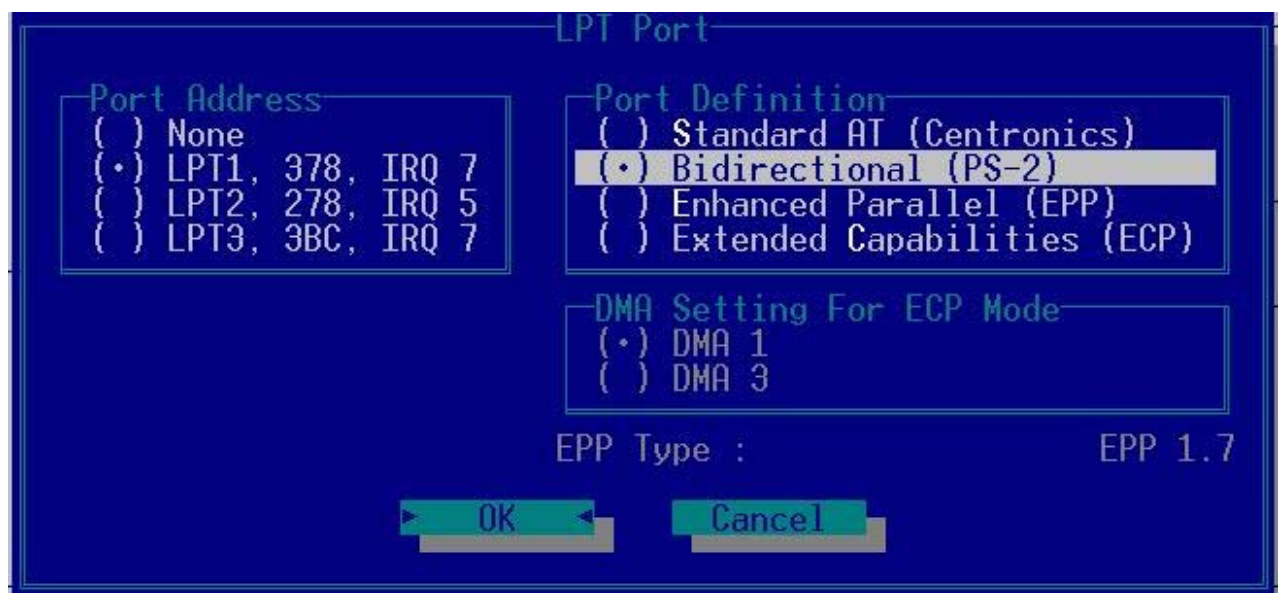 LPT Port
Port Address
( ) None
(•) LPT1, 378, IRQ 7
( ) LPT2, 278, IRQ 5
( ) LPT3, 3BC, IRQ 7
Port Definition
( ) Standard AT (Centronics)
(•) Bidirectional (PS-2)
( ) Enhanced Parallel (EPP)
( ) Extended Capabilities (ECP)
DMA Setting For ECP Mode
(•) DMA 1
( ) DMA 3
EPP Type : EPP 1.7
► OK ◄
Cancel